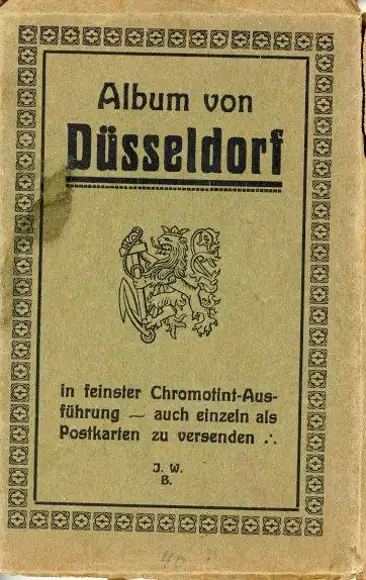 Album von
Düsseldorf
in feinster Chromotint-Aus-
führung — auch einzeln als
Postkarten zu versenden ∴
J. W.
B.